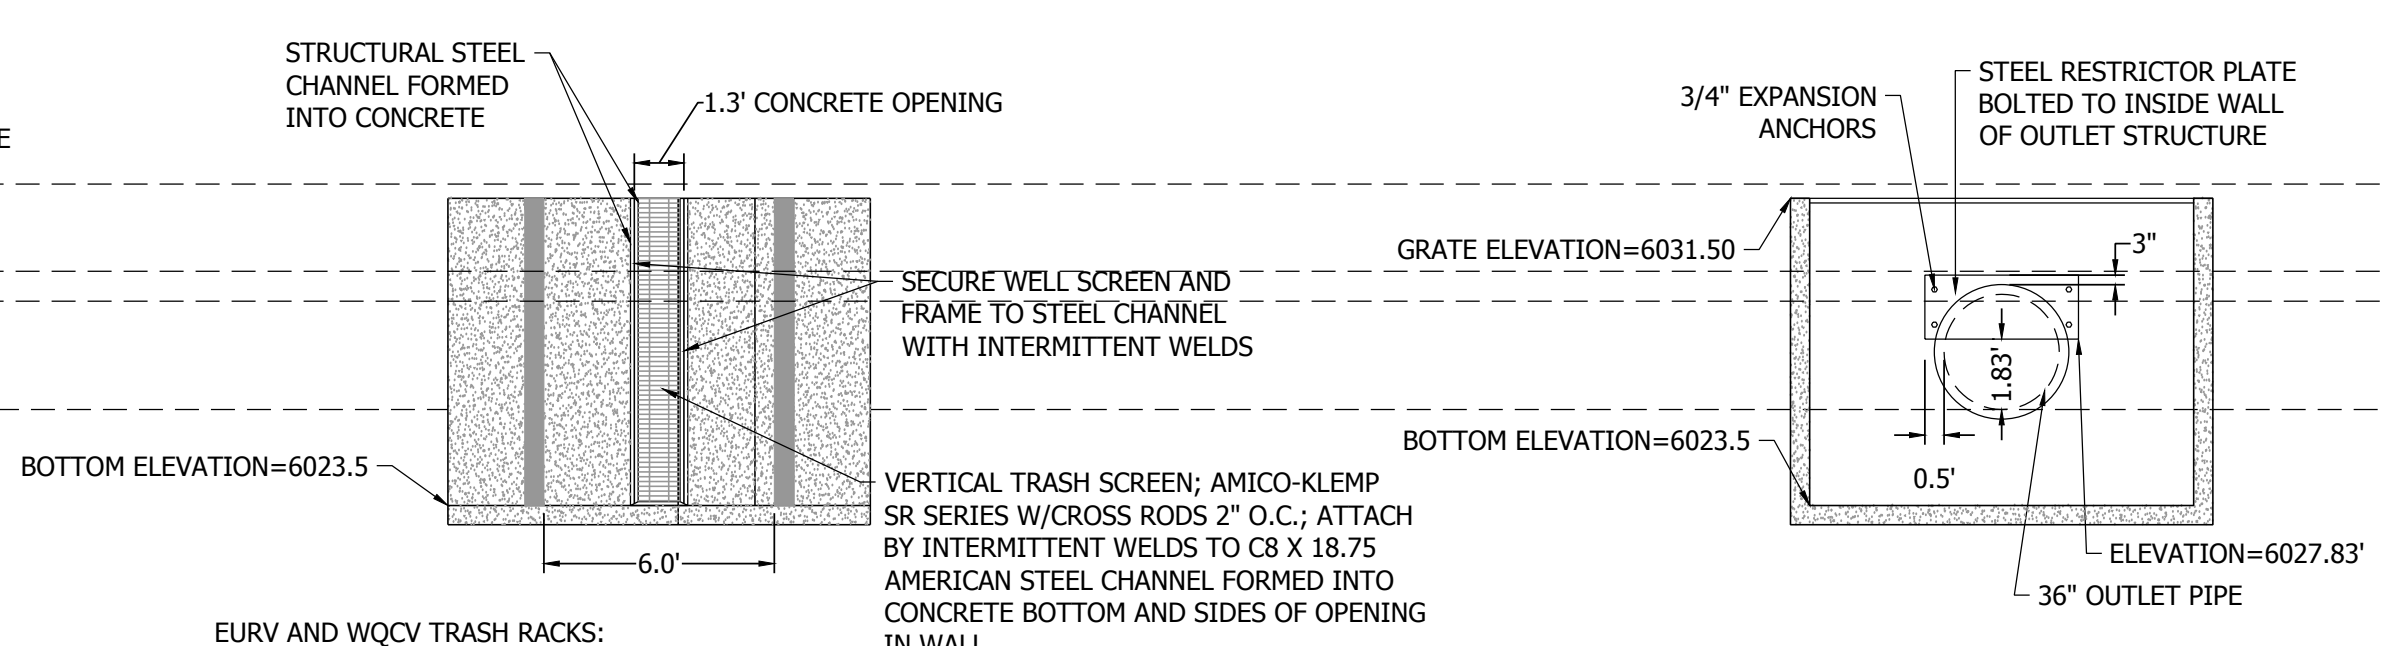 STRUCTURAL STEEL
CHANNEL FORMED
INTO CONCRETE
1.3' CONCRETE OPENING
E
SECURE WELL SCREEN AND
FRAME TO STEEL CHANNEL
WITH INTERMITTENT WELDS
BOTTOM ELEVATION=6023.5
VERTICAL TRASH SCREEN; AMICO-KLEMP
SR SERIES W/CROSS RODS 2" O.C.; ATTACH
BY INTERMITTENT WELDS TO C8 X 18.75
AMERICAN STEEL CHANNEL FORMED INTO
CONCRETE BOTTOM AND SIDES OF OPENING
IN WALL
6.0'
EURV AND WQCV TRASH RACKS:
3/4" EXPANSION
ANCHORS
STEEL RESTRICTOR PLATE
BOLTED TO INSIDE WALL
OF OUTLET STRUCTURE
GRATE ELEVATION=6031.50
3"
1.83'
BOTTOM ELEVATION=6023.5
0.5'
ELEVATION=6027.83'
36" OUTLET PIPE